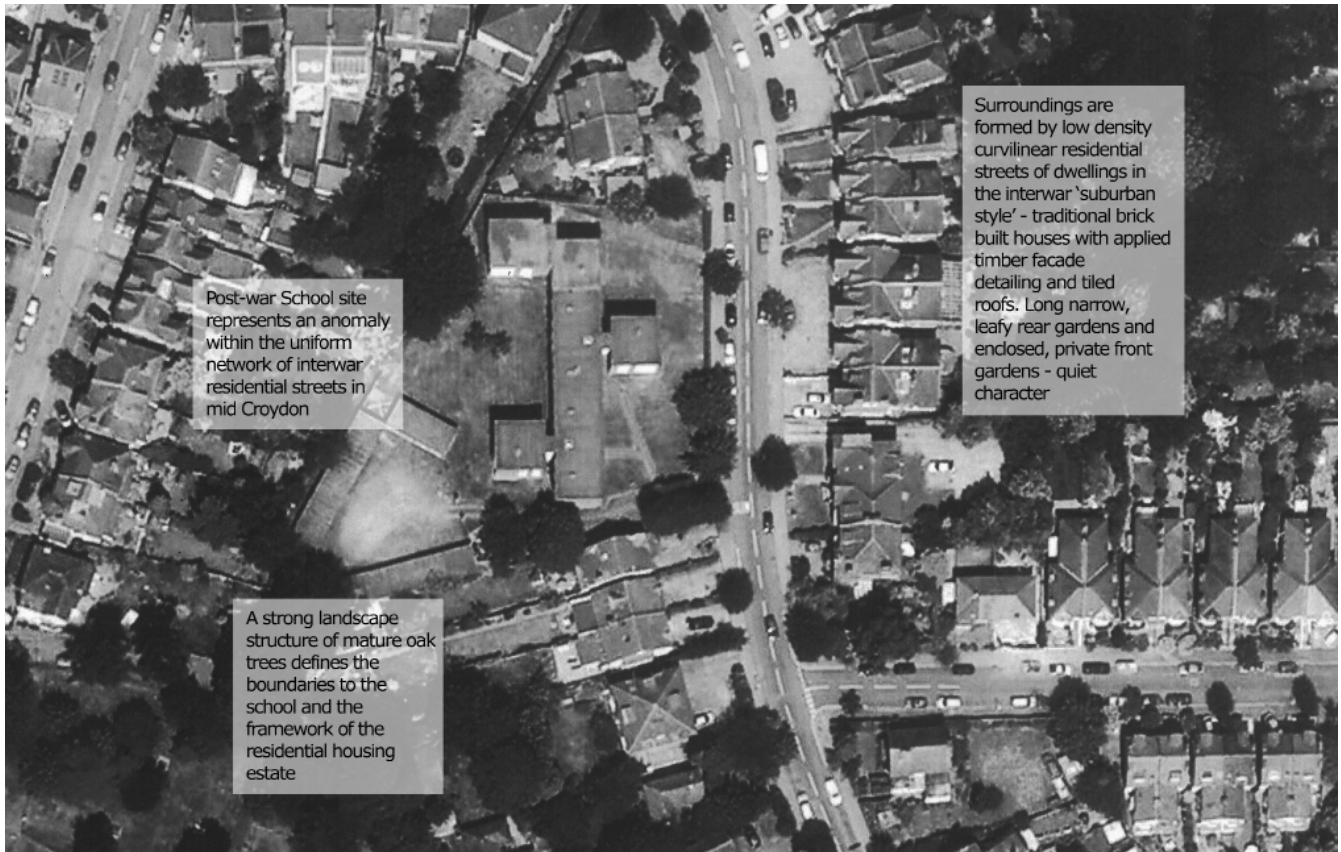 Surroundings are
formed by low density
curvilinear residential
streets of dwellings in
the interwar ‘suburban
style’ - traditional brick
built houses with applied
timber facade
detailing and tiled
roofs. Long narrow,
leafy rear gardens and
enclosed, private front
gardens - quiet
character
Post-war School site
represents an anomaly
within the uniform
network of interwar
residential streets in
mid Croydon
A strong landscape
structure of mature oak
trees defines the
boundaries to the
school and the
framework of the
residential housing
estate